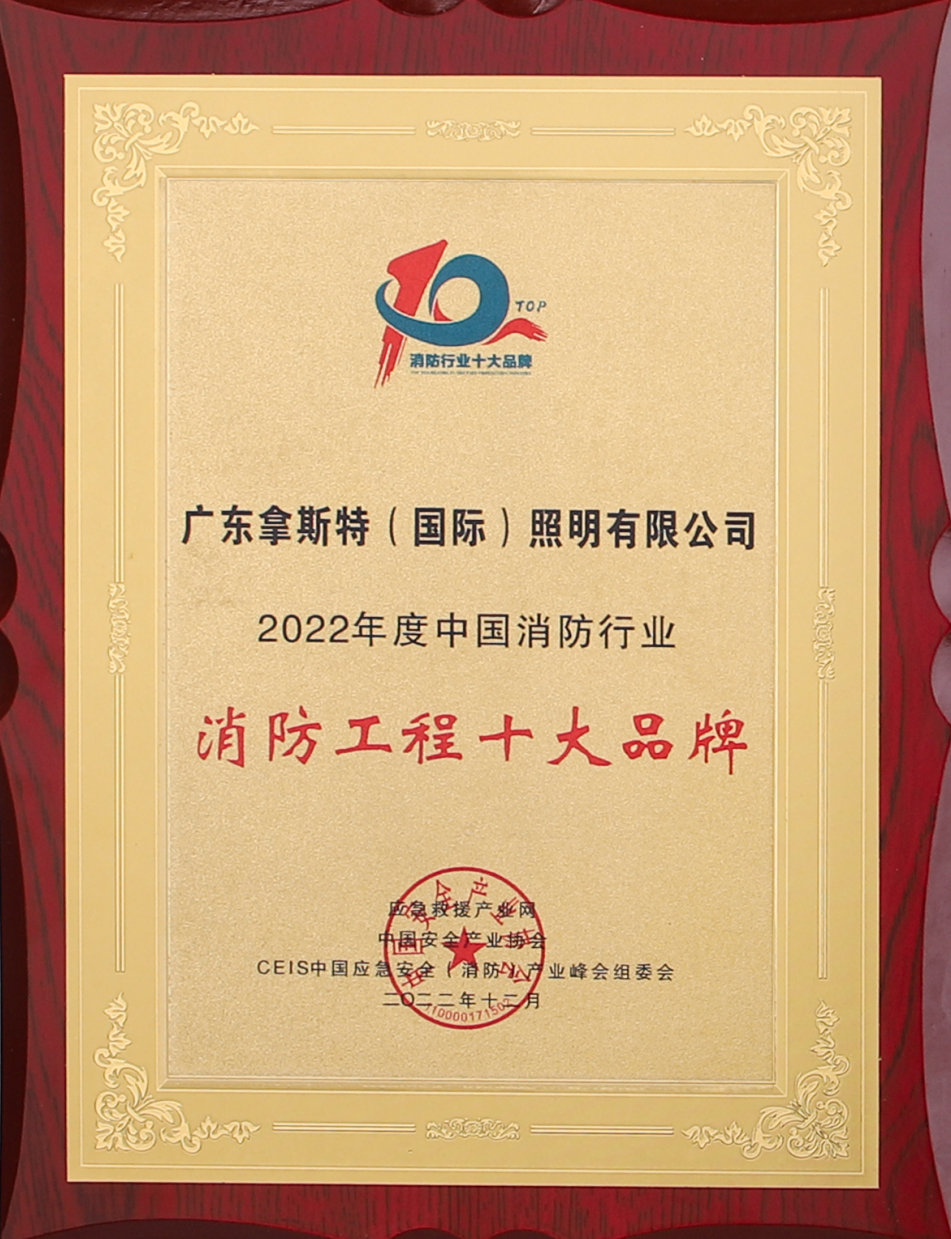 TOP
消防行业十大品牌
广东拿斯特（国际）照明有限公司
2022年度中国消防行业
消防工程十大品牌
应急救援产业网
中国安全产业协会
CEIS中国应急安全（消防）产业峰会组委会
二〇二二年十二月